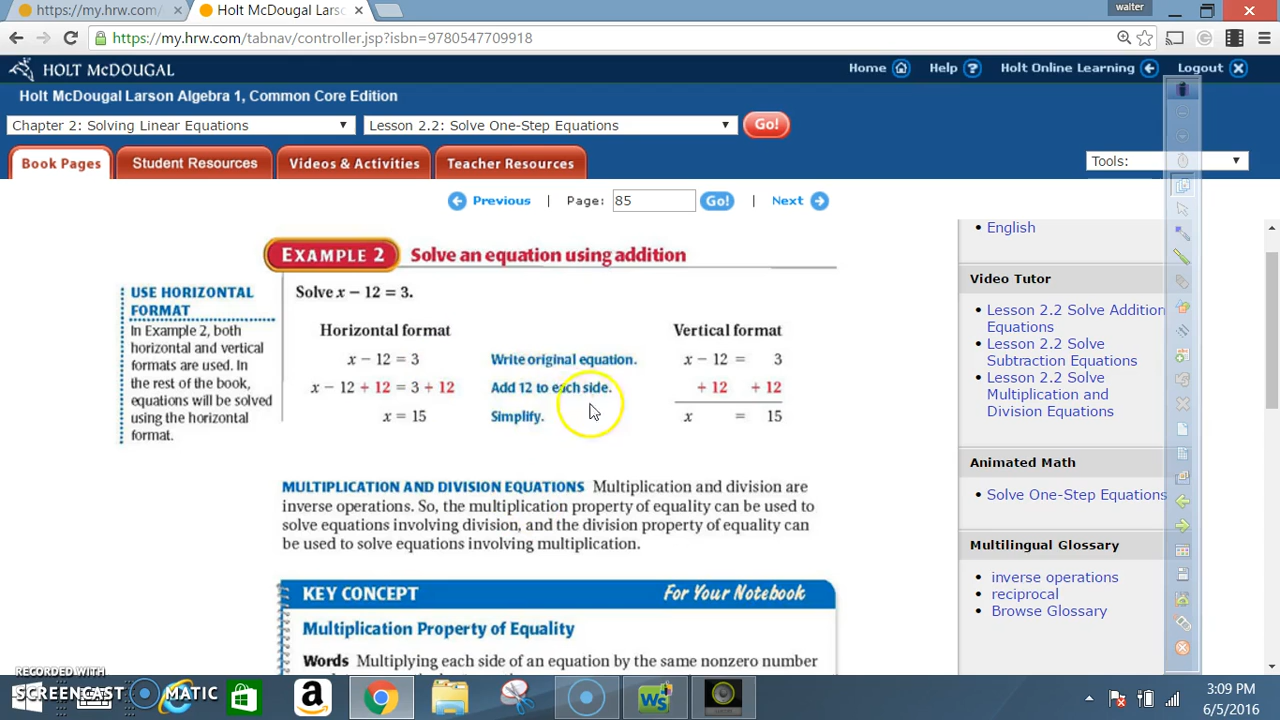 https://my.hrw.com/
Holt McDougal Lars
walter
https://my.hrw.com/tabnav/controller.jsp?isbn=9780547709918
HOLT MCDOUGAL
Home
Help ?
Holt Online Learning
Logout
Holt McDougal Larson Algebra 1, Common Core Edition
Chapter 2: Solving Linear Equations
Lesson 2.2: Solve One-Step Equations
Go!
Book Pages
Student Resources
Videos & Activities
Teacher Resources
Tools:
Previous | Page: 85 Go! | Next
EXAMPLE 2 Solve an equation using addition
USE HORIZONTAL
FORMAT
In Example 2, both
horizontal and vertical
formats are used. In
the rest of the book,
equations will be solved
using the horizontal
format.
Solve x − 12 = 3.
Horizontal format
Vertical format
x − 12 = 3 Write original equation. x − 12 = 3
x − 12 + 12 = 3 + 12 Add 12 to each side. + 12 + 12
x = 15 Simplify. x = 15
MULTIPLICATION AND DIVISION EQUATIONS Multiplication and division are
inverse operations. So, the multiplication property of equality can be used to
solve equations involving division, and the division property of equality can
be used to solve equations involving multiplication.
KEY CONCEPT For Your Notebook
Multiplication Property of Equality
Words Multiplying each side of an equation by the same nonzero number
English
Video Tutor
Lesson 2.2 Solve Addition
Equations
Lesson 2.2 Solve
Subtraction Equations
Lesson 2.2 Solve
Multiplication and
Division Equations
Animated Math
Solve One-Step Equations
Multilingual Glossary
inverse operations
reciprocal
Browse Glossary
RECORDED WITH
SCREENCAST MATIC
3:09 PM
6/5/2016